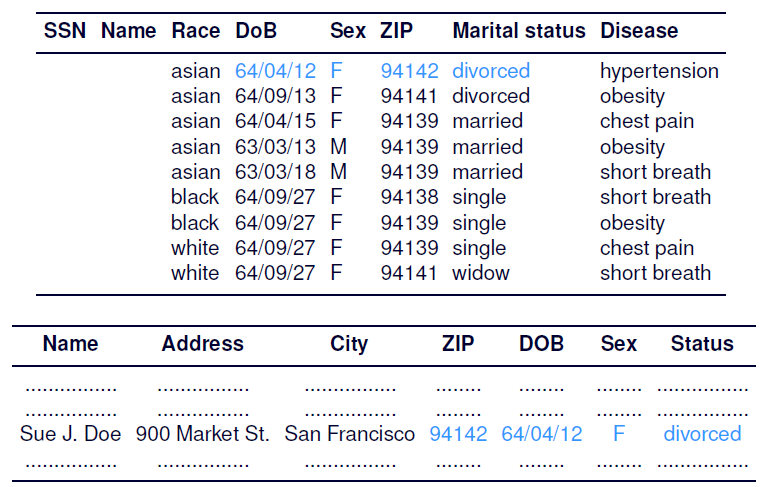 SSN Name Race DoB Sex ZIP Marital status Disease
asian 64/04/12 F 94142 divorced hypertension
asian 64/09/13 F 94141 divorced obesity
asian 64/04/15 F 94139 married chest pain
asian 63/03/13 M 94139 married obesity
asian 63/03/18 M 94139 married short breath
black 64/09/27 F 94138 single short breath
black 64/09/27 F 94139 single obesity
white 64/09/27 F 94139 single chest pain
white 64/09/27 F 94141 widow short breath
Name Address City ZIP DOB Sex Status
................ ................ ................ ........ ........ ........ ................
................ ................ ................ ........ ........ ........ ................
Sue J. Doe 900 Market St. San Francisco 94142 64/04/12 F divorced
................ ................ ................ ........ ........ ........ ................